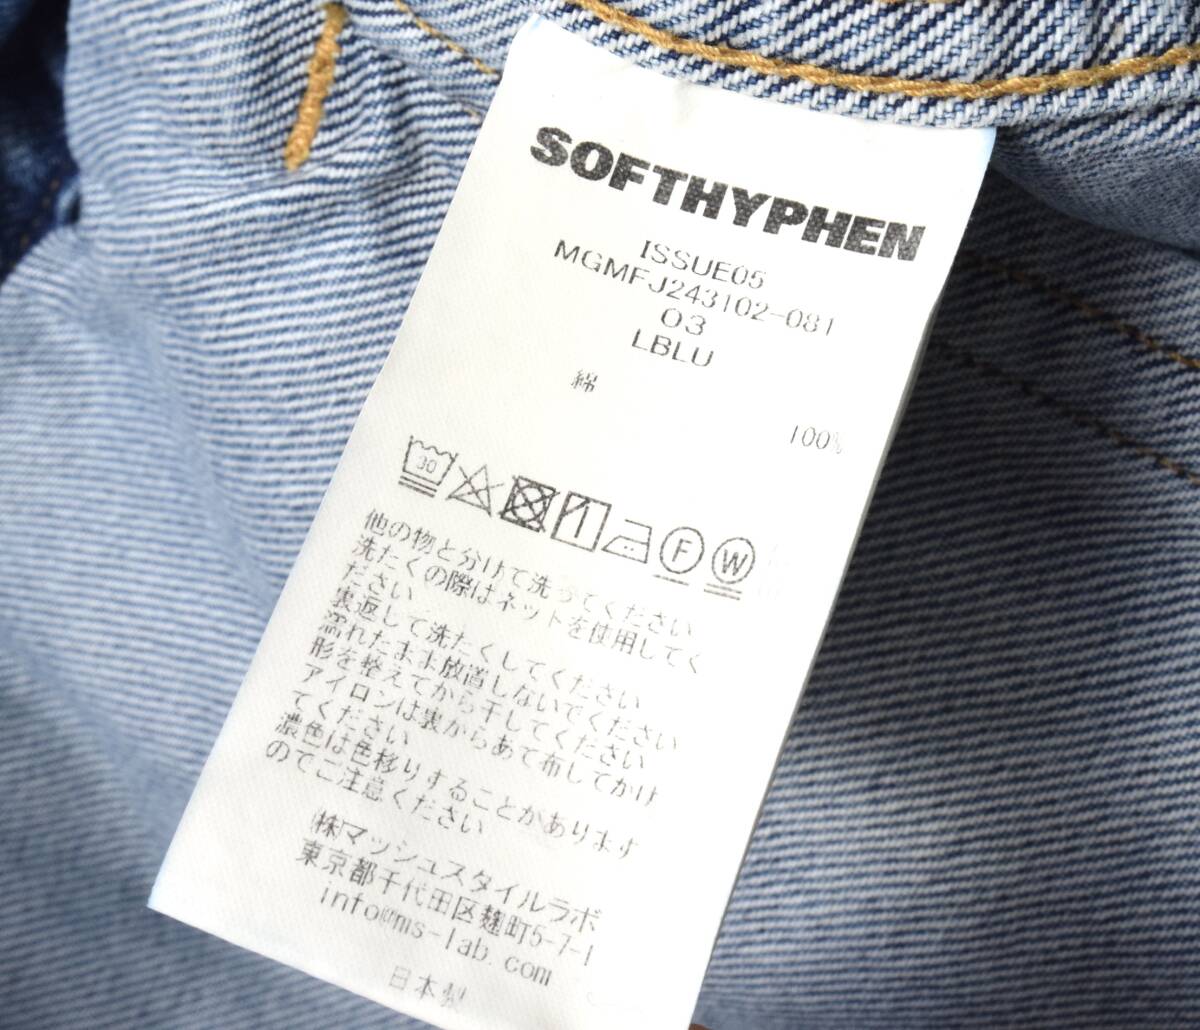 SOFTHYPHEN
ISSUE05
MGMFJ243102-081
03
LBLU
綿
100%
30
F
W
他の物と分けて洗ってください
洗たくの際はネットを使用してく
ださい
裏返して洗たくしてください
濡れたまま放置しないでください
形を整えてから干してください
アイロンは裏からあて布してかけ
てください
濃色は色移りすることがあります
のでご注意ください
(株)マッシュスタイルラボ
東京都千代田区麹町5-7-1
info@ms-lab.com
日本製